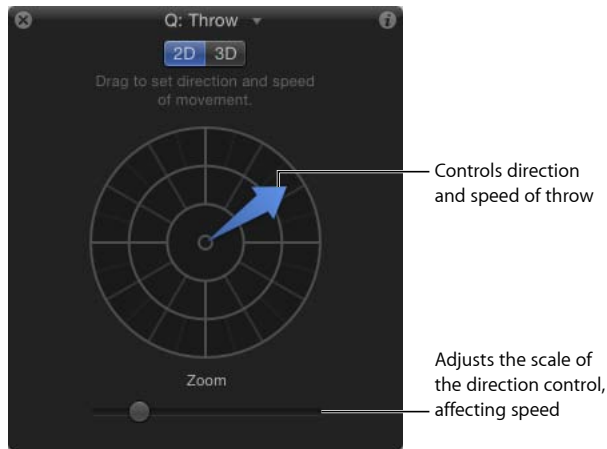 Q: Throw
2D 3D
Drag to set direction and speed
of movement.
Controls direction
and speed of throw
Zoom
Adjusts the scale of
the direction control,
affecting speed